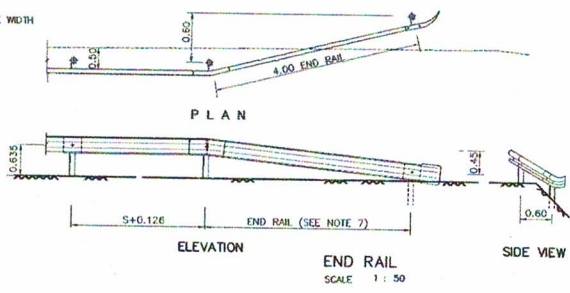 WIDTH
0.60
0.50
4.00 END RAIL
PLAN
0.635
0.45
S+0.126
END RAIL (SEE NOTE 7)
0.60
ELEVATION
SIDE VIEW
END RAIL
SCALE 1 : 50